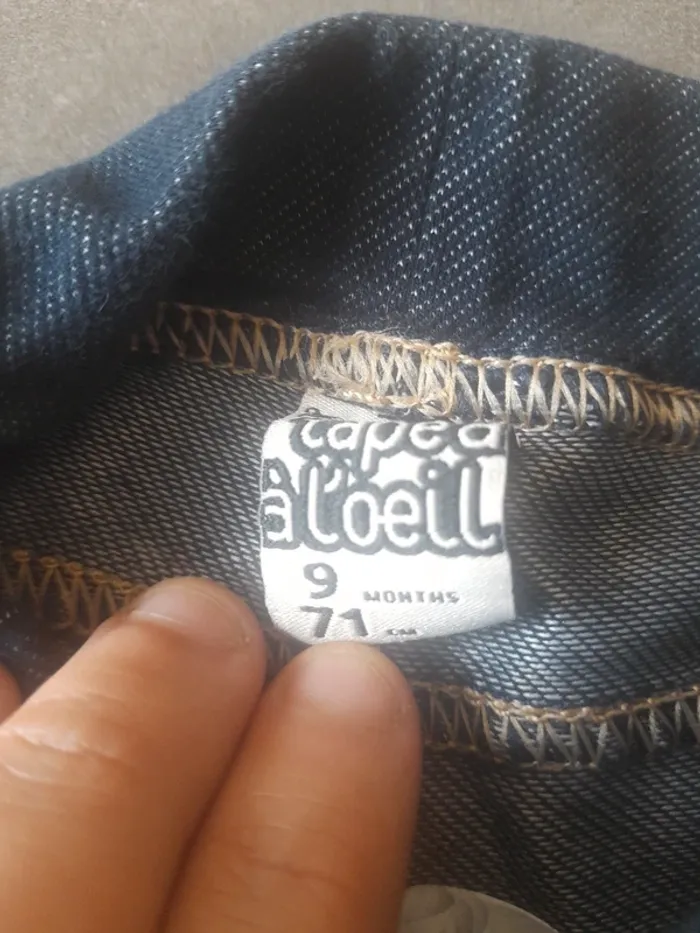 tape a
à l'oeil
9 MONTHS
71 CM